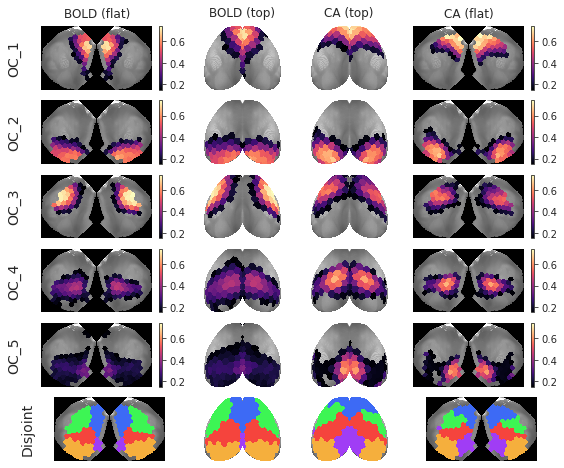 BOLD (flat) BOLD (top) CA (top) CA (flat)
OC_1 0.6 0.4 0.2 0.6 0.4 0.2
OC_2 0.6 0.4 0.2 0.6 0.4 0.2
OC_3 0.6 0.4 0.2 0.6 0.4 0.2
OC_4 0.6 0.4 0.2 0.6 0.4 0.2
OC_5 0.6 0.4 0.2 0.6 0.4 0.2
Disjoint